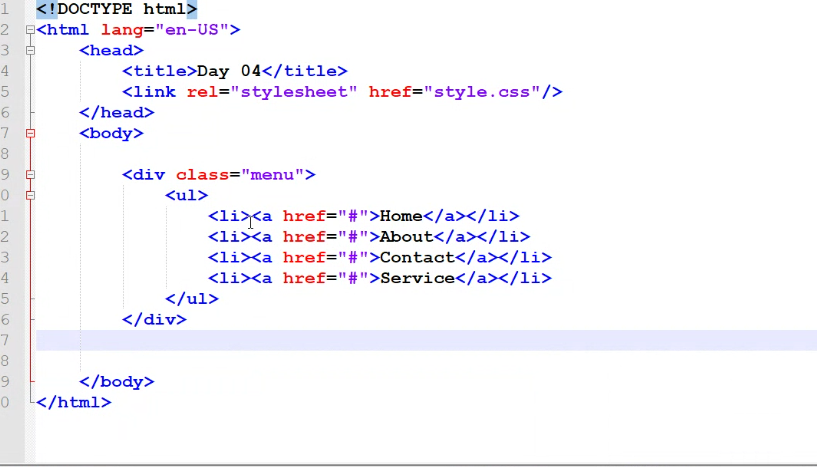 1 <!DOCTYPE html>
2 <html lang="en-US">
3 <head>
4 <title>Day 04</title>
5 <link rel="stylesheet" href="style.css"/>
6 </head>
7 <body>
8
9 <div class="menu">
0 <ul>
1 <li><a href="#">Home</a></li>
2 <li><a href="#">About</a></li>
3 <li><a href="#">Contact</a></li>
4 <li><a href="#">Service</a></li>
5 </ul>
6 </div>
7
8
9 </body>
0 </html>